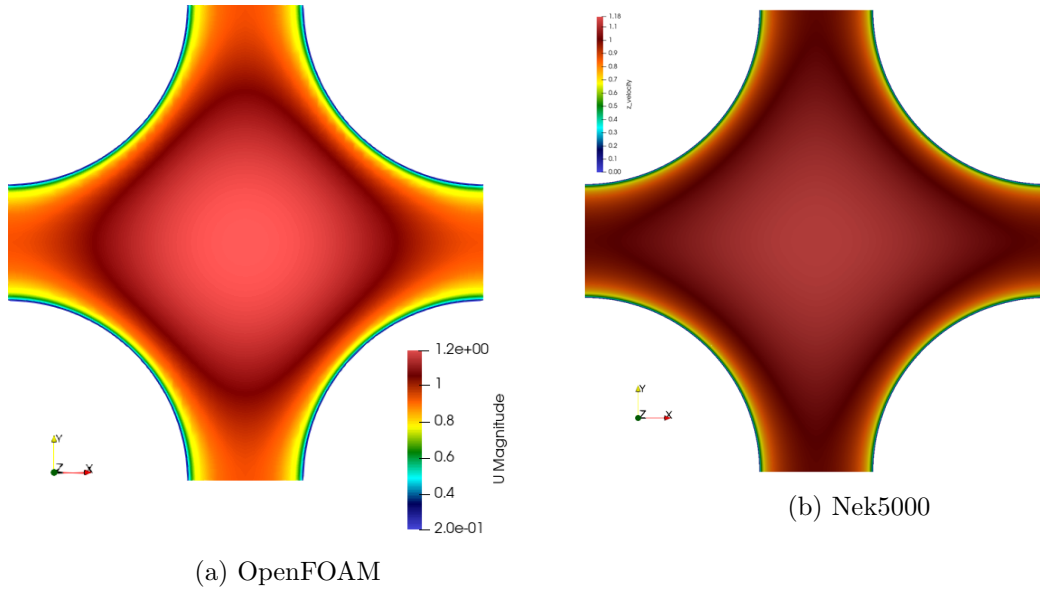 1.2e+00
1
0.8
0.6
0.4
2.0e-01
U Magnitude
Y
Z
X
(a) OpenFOAM
1.18
1.1
1
0.9
0.8
0.7
0.6
0.5
0.4
0.3
0.2
0.1
0.00
z_velocity
Y
Z
X
(b) Nek5000